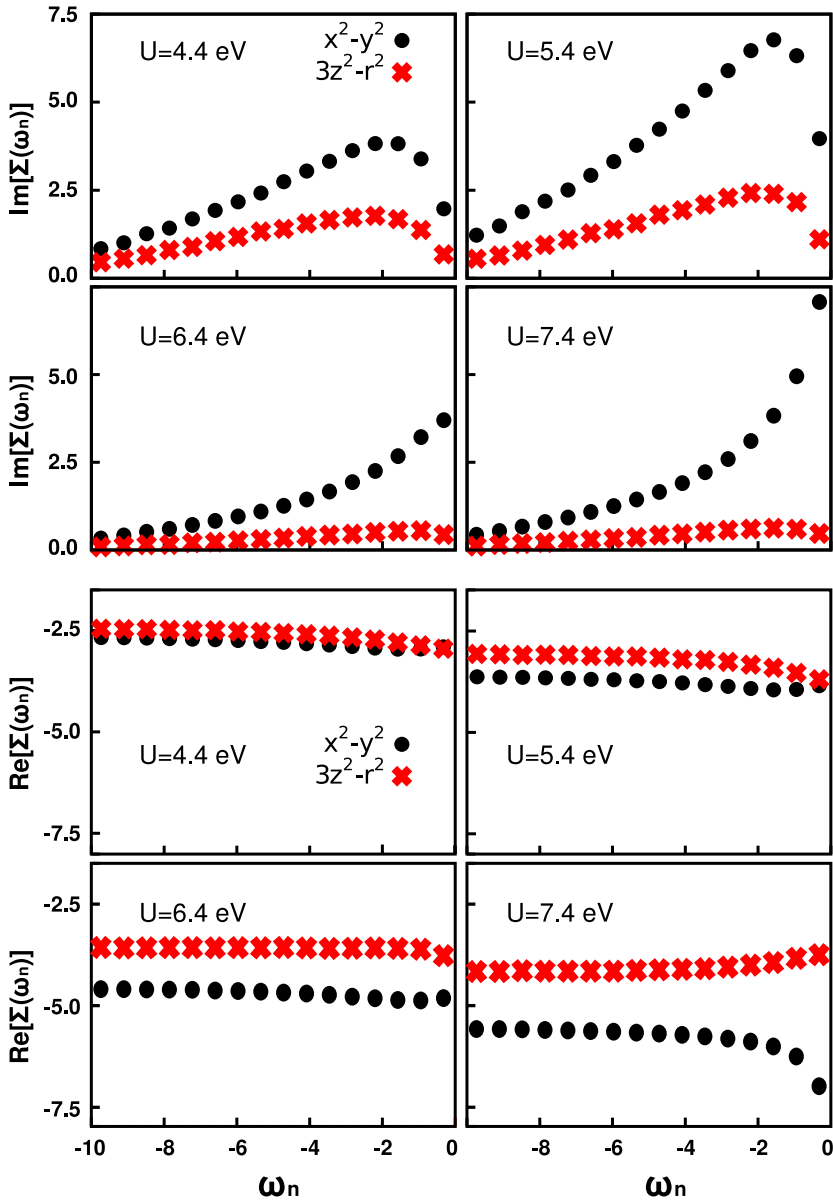 7.5
5.0
2.5
0.0
Im[Σ(ωn)]
U=4.4 eV
x²-y²
3z²-r²
U=5.4 eV
5.0
2.5
0.0
Im[Σ(ωn)]
U=6.4 eV
U=7.4 eV
-2.5
-5.0
-7.5
Re[Σ(ωn)]
U=4.4 eV
x²-y²
3z²-r²
U=5.4 eV
-2.5
-5.0
-7.5
Re[Σ(ωn)]
U=6.4 eV
U=7.4 eV
-10 -8 -6 -4 -2 0 -8 -6 -4 -2 0
ωn ωn